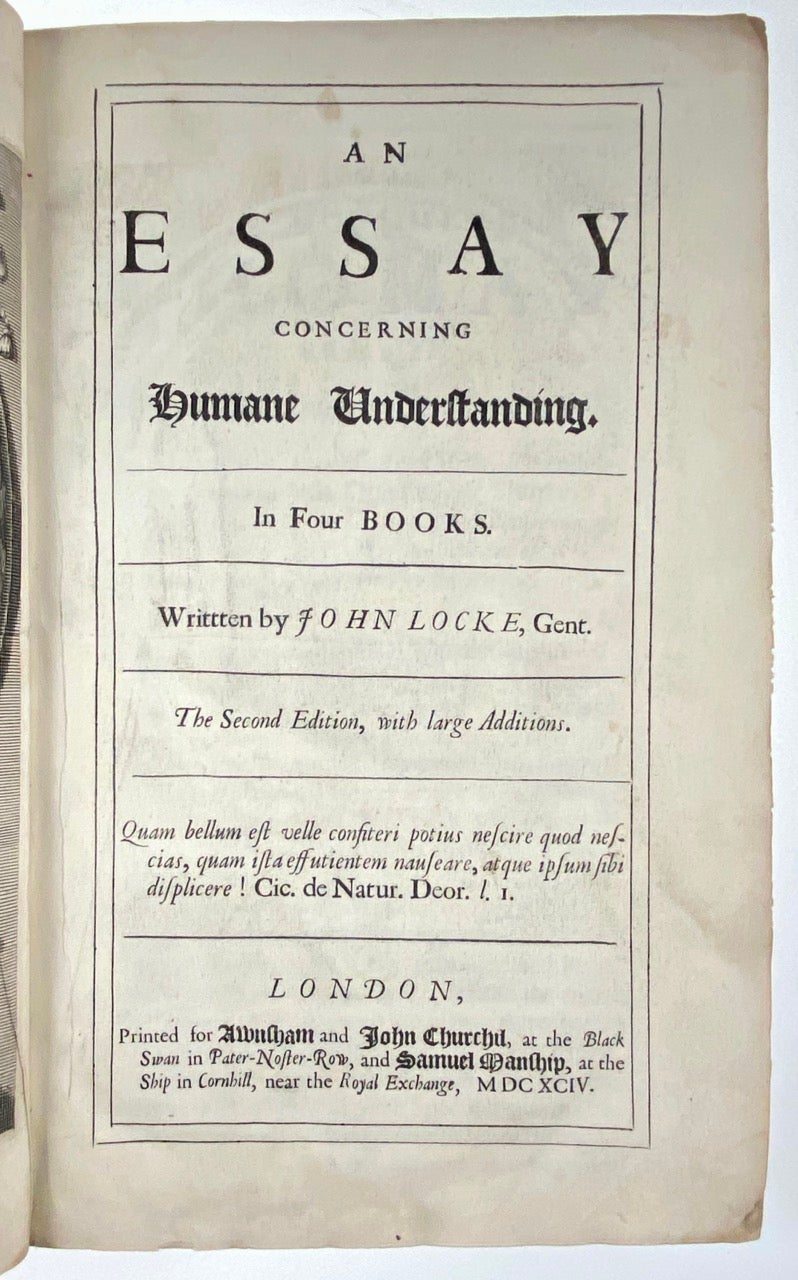 AN
ESSAY
CONCERNING
Humane Understanding.
In Four BOOKS.
Writtten by JOHN LOCKE, Gent.
The Second Edition, with large Additions.
Quam bellum eſt velle confiteri potius neſcire quod neſ-
cias, quam iſta effutientem nauſeare, atque ipſum ſibi
diſplicere ! Cic. de Natur. Deor. l. 1.
LONDON,
Printed for Awnſham and John Churchil, at the Black
Swan in Pater-Noſter-Row, and Samuel Manſhip, at the
Ship in Cornhill, near the Royal Exchange, MDCXCIV.